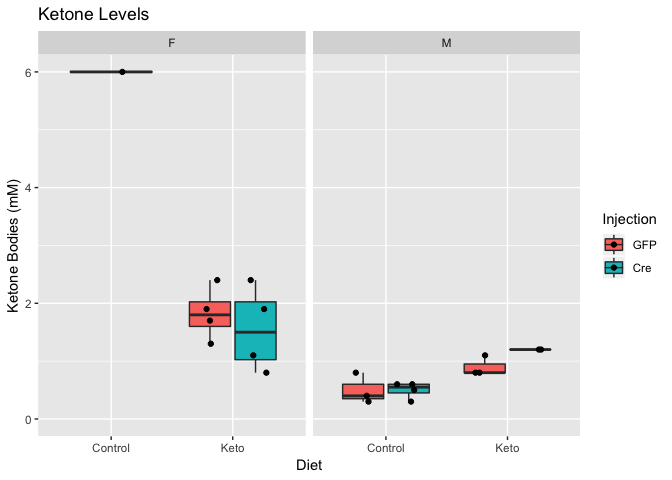 Ketone Levels
F
M
6
4
2
0
Ketone Bodies (mM)
Control
Keto
Control
Keto
Diet
Injection
GFP
Cre